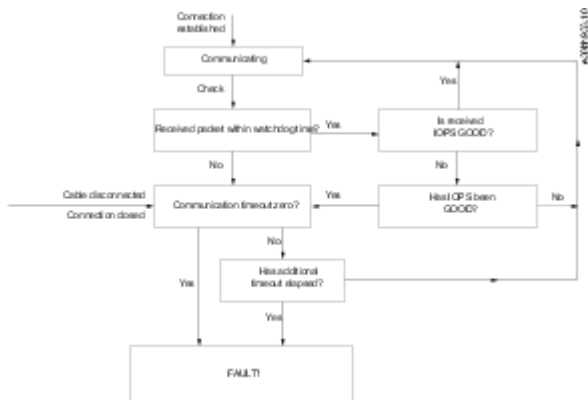 Connection
established
Communicating
Check
Yes
Received packet within watchdog time?
Yes
Is received
IOPS GOOD?
No
No
Cable disconnected
Connection closed
Communication timeout zero?
Yes
Has IOPS been
GOOD?
No
No
Yes
Has additional
timeout elapsed?
Yes
FAULT!